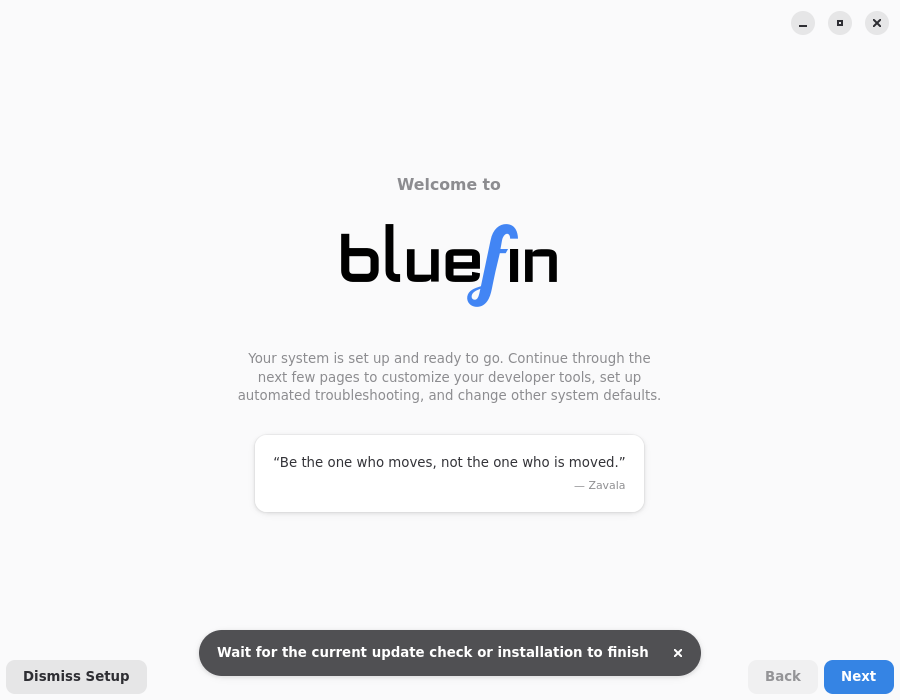 Welcome to
bluefin
Your system is set up and ready to go. Continue through the
next few pages to customize your developer tools, set up
automated troubleshooting, and change other system defaults.
“Be the one who moves, not the one who is moved.”
— Zavala
Wait for the current update check or installation to finish
Dismiss Setup
Back
Next